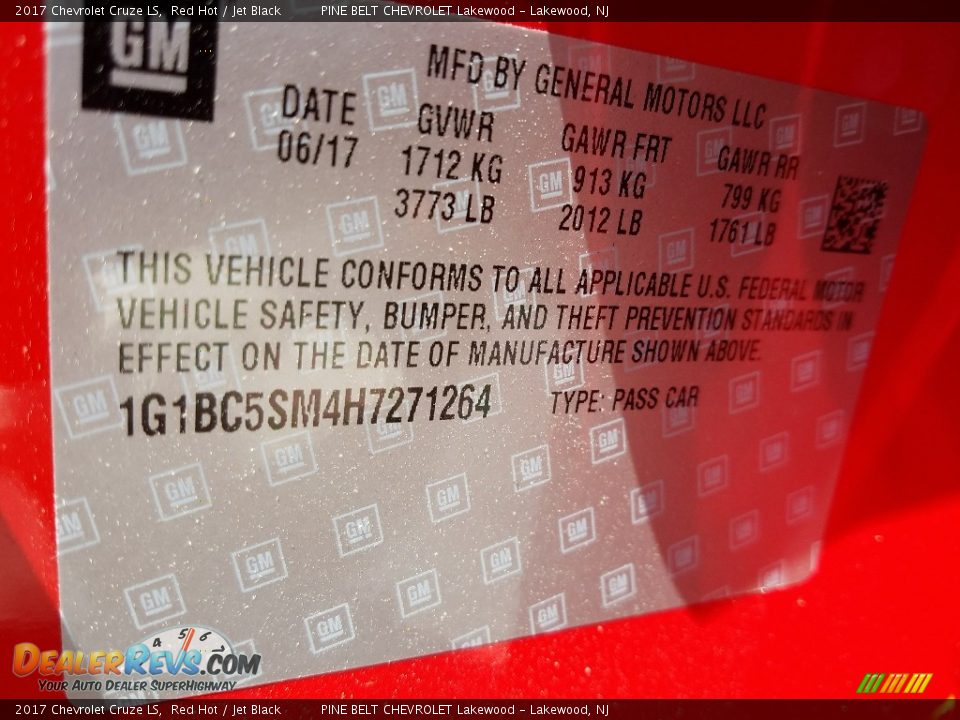 2017 Chevrolet Cruze LS, Red Hot / Jet Black PINE BELT CHEVROLET Lakewood - Lakewood, NJ
GM
MFD BY GENERAL MOTORS LLC
DATE GVWR GAWR FRT GAWR RR
06/17 1712 KG 913 KG 799 KG
3773 LB 2012 LB 1761 LB
THIS VEHICLE CONFORMS TO ALL APPLICABLE U.S. FEDERAL MOTOR
VEHICLE SAFETY, BUMPER, AND THEFT PREVENTION STANDARDS IN
EFFECT ON THE DATE OF MANUFACTURE SHOWN ABOVE.
1G1BC5SM4H7271264 TYPE: PASS CAR
4 5 6
DEALERREVS.COM
YOUR AUTO DEALER SUPERHIGHWAY
2017 Chevrolet Cruze LS, Red Hot / Jet Black PINE BELT CHEVROLET Lakewood - Lakewood, NJ